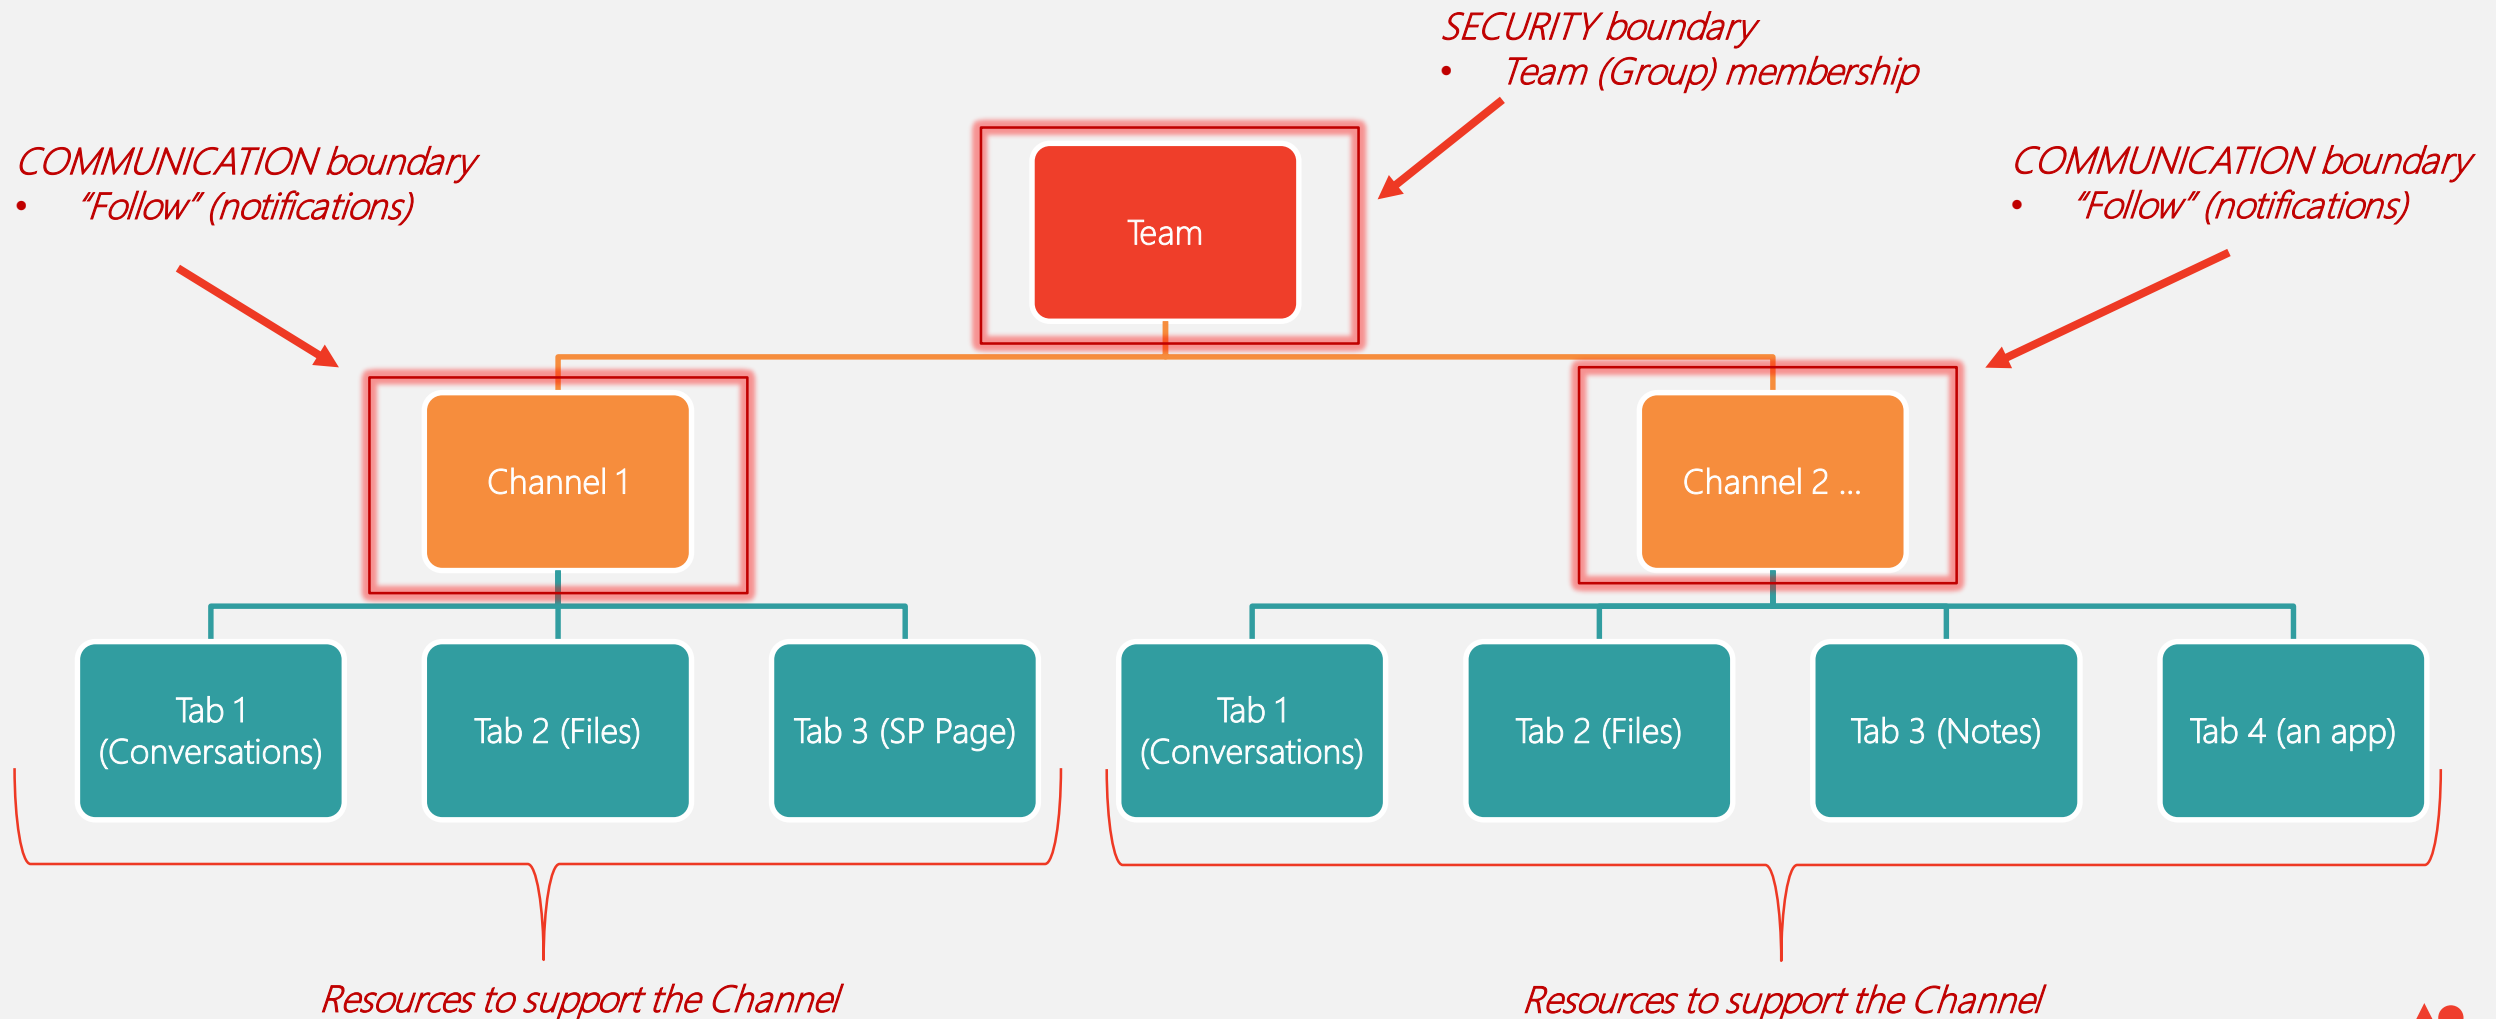 SECURITY boundary
• Team (Group) membership
COMMUNICATION boundary
• “Follow” (notifications)
COMMUNICATION boundary
• “Follow” (notifications)
Team
Channel 1
Channel 2 ...
Tab 1
(Conversations)
Tab 2 (Files)
Tab 3 (SP Page)
Tab 1
(Conversations)
Tab 2 (Files)
Tab 3 (Notes)
Tab 4 (an app)
Resources to support the Channel
Resources to support the Channel